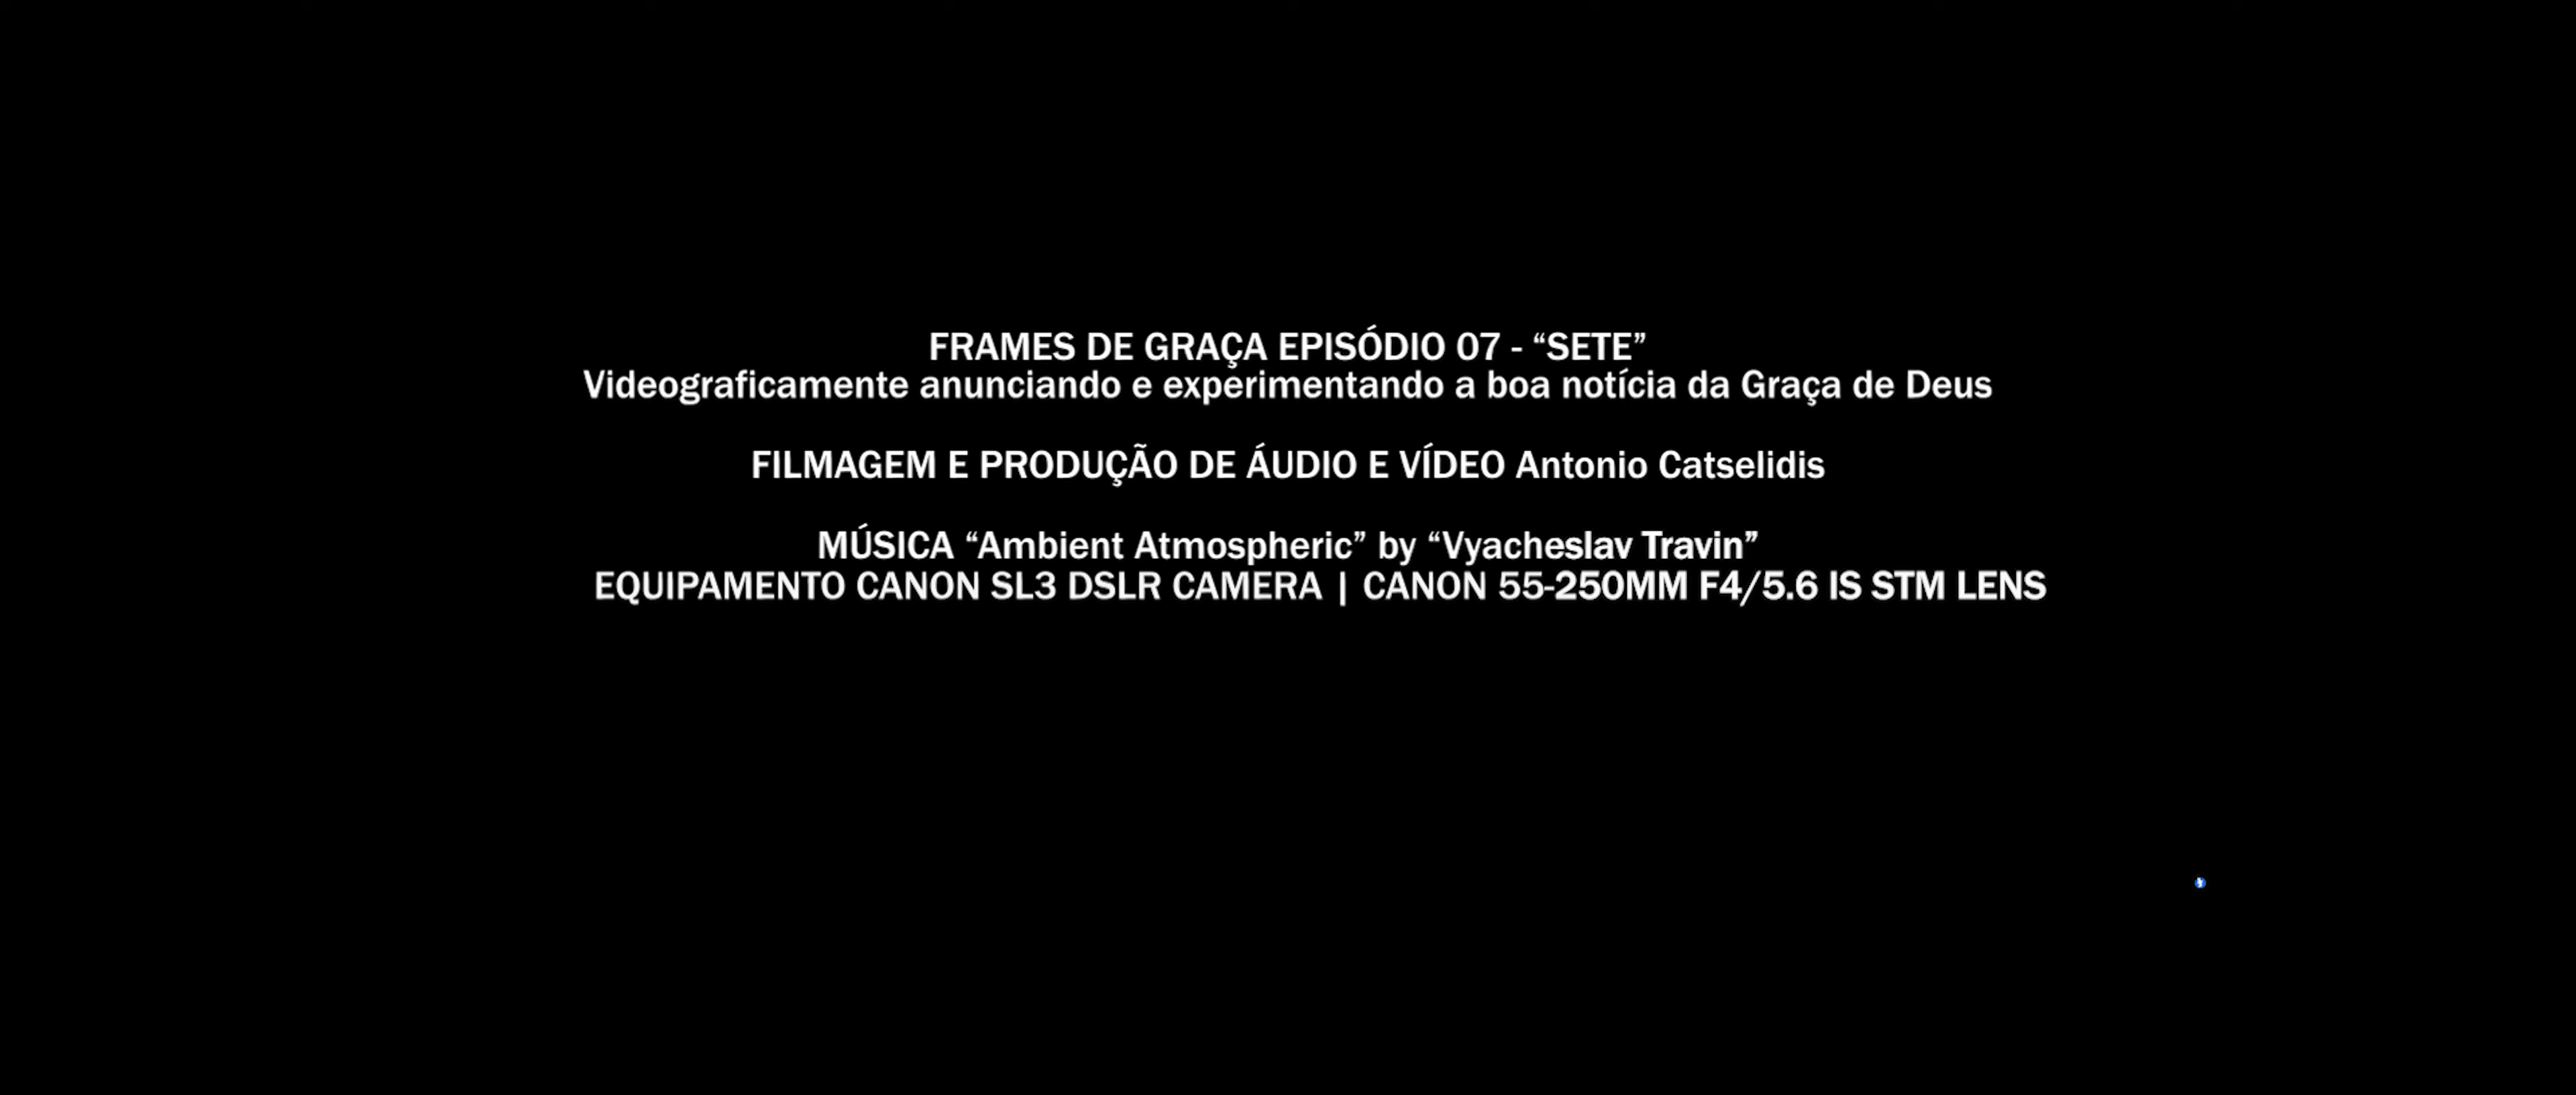 FRAMES DE GRAÇA EPISÓDIO 07 - “SETE”
Videograficamente anunciando e experimentando a boa notícia da Graça de Deus
FILMAGEM E PRODUÇÃO DE ÁUDIO E VÍDEO Antonio Catselidis
MÚSICA “Ambient Atmospheric” by “Vyacheslav Travin”
EQUIPAMENTO CANON SL3 DSLR CAMERA | CANON 55-250MM F4/5.6 IS STM LENS